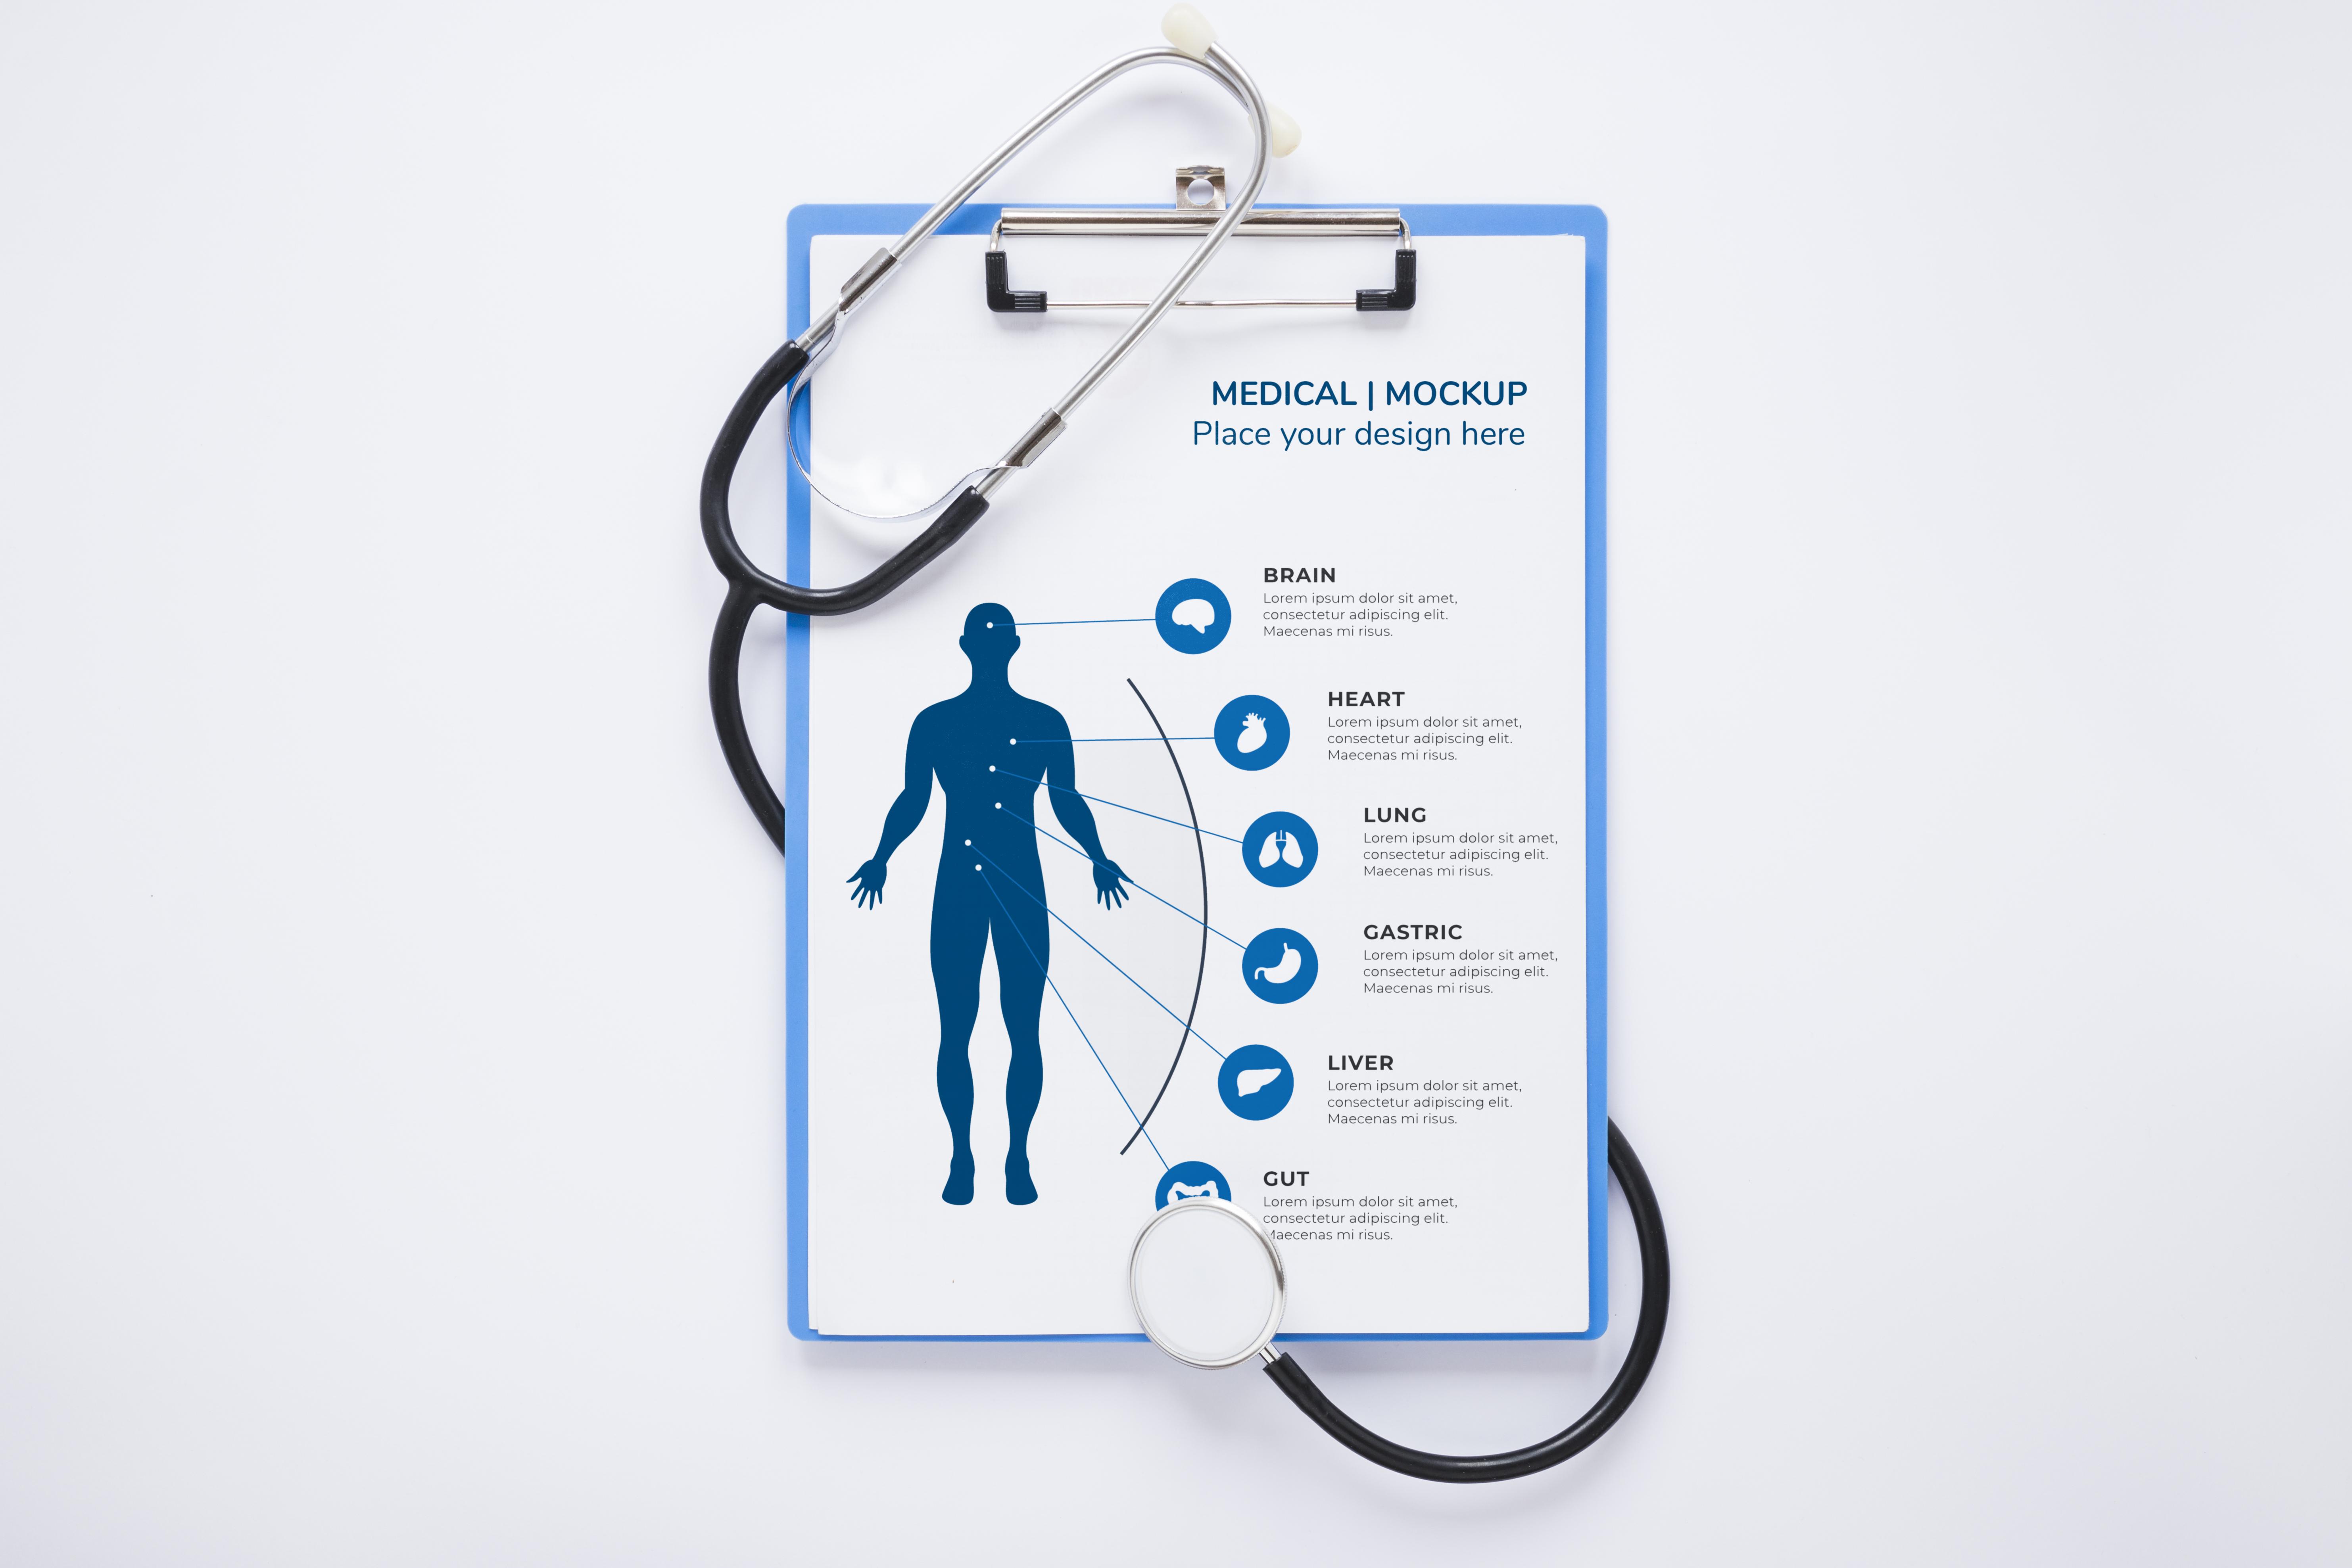 MEDICAL | MOCKUP
Place your design here
BRAIN
Lorem ipsum dolor sit amet,
consectetur adipiscing elit.
Maecenas mi risus.
HEART
Lorem ipsum dolor sit amet,
consectetur adipiscing elit.
Maecenas mi risus.
LUNG
Lorem ipsum dolor sit amet,
consectetur adipiscing elit.
Maecenas mi risus.
GASTRIC
Lorem ipsum dolor sit amet,
consectetur adipiscing elit.
Maecenas mi risus.
LIVER
Lorem ipsum dolor sit amet,
consectetur adipiscing elit.
Maecenas mi risus.
GUT
Lorem ipsum dolor sit amet,
consectetur adipiscing elit.
Maecenas mi risus.